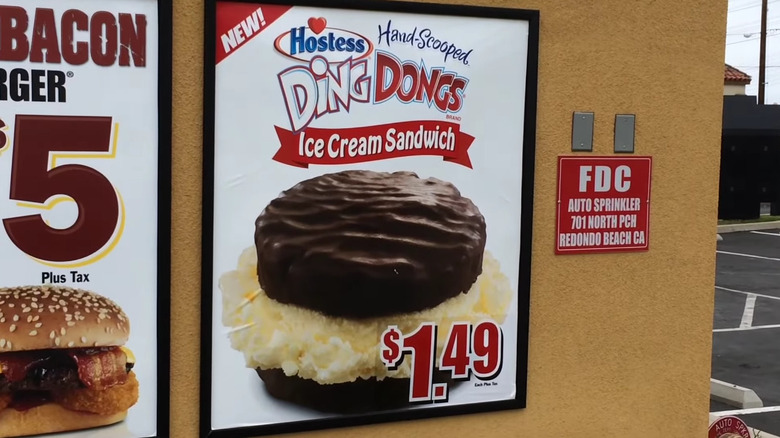 BACON
RGER®
$5
Plus Tax
NEW!
Hostess
Hand-Scooped
DING DONGS
BRAND
Ice Cream Sandwich
$1.49
Each Plus Tax
FDC
AUTO SPRINKLER
701 NORTH PCH
REDONDO BEACH CA
AUTO